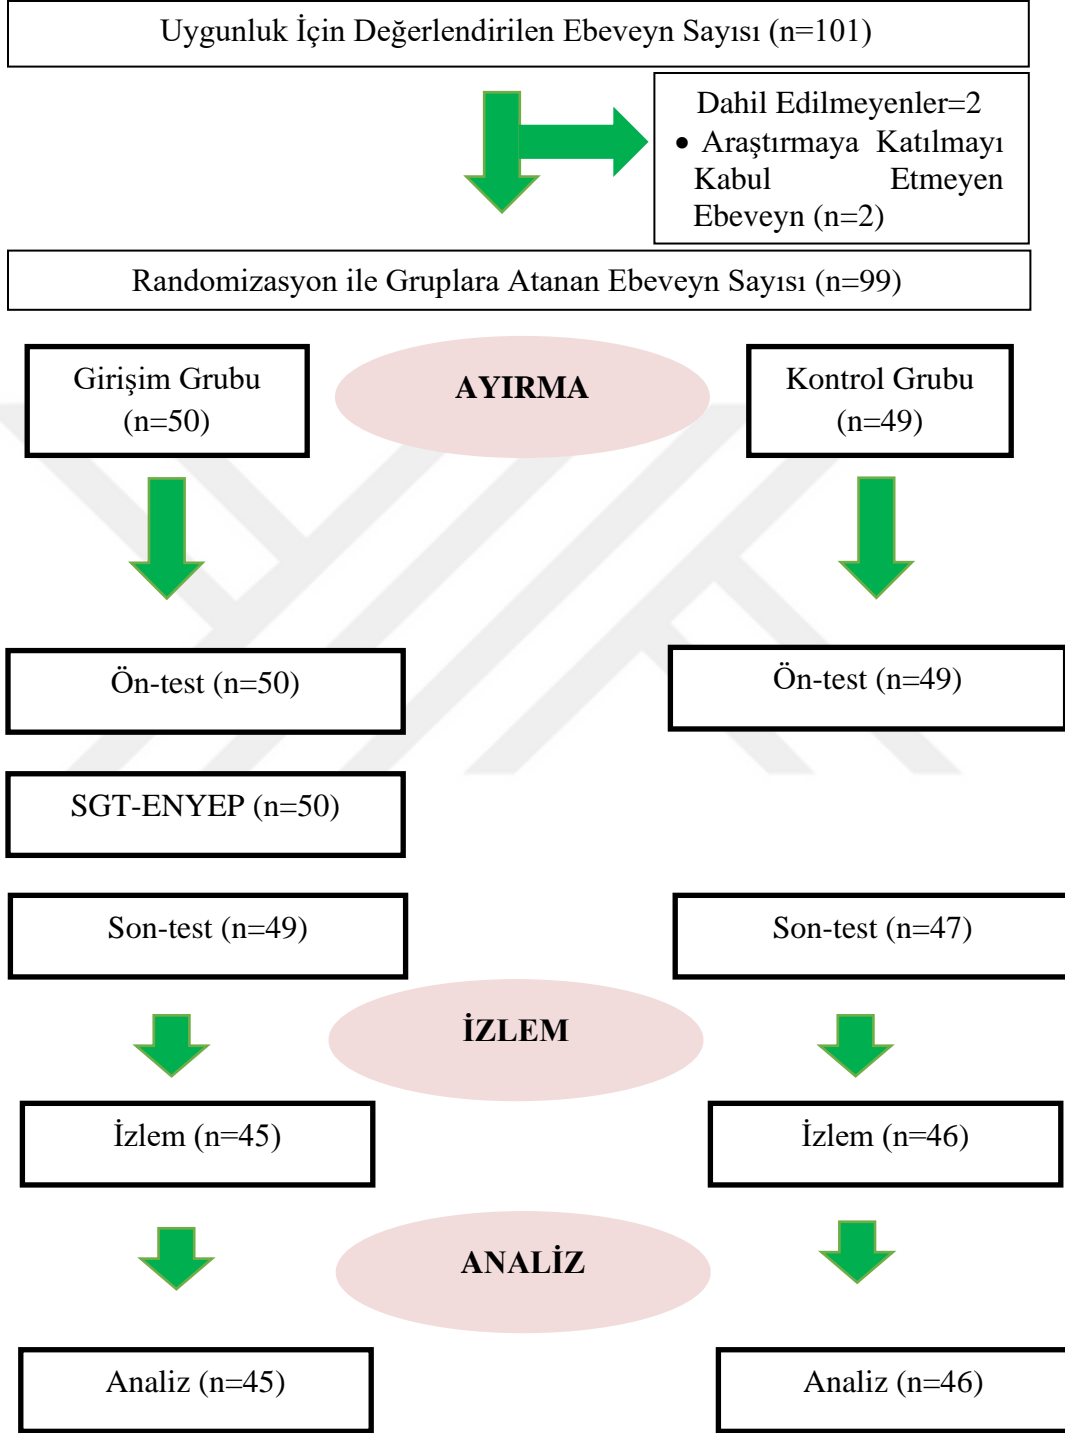 Uygunluk İçin Değerlendirilen Ebeveyn Sayısı (n=101)
Dahil Edilmeyenler=2
• Araştırmaya Katılmayı
Kabul Etmeyen
Ebeveyn (n=2)
Randomizasyon ile Gruplara Atanan Ebeveyn Sayısı (n=99)
Girişim Grubu
(n=50)
AYIRMA
Kontrol Grubu
(n=49)
Ön-test (n=50)
Ön-test (n=49)
SGT-ENYEP (n=50)
Son-test (n=49)
Son-test (n=47)
İZLEM
İzlem (n=45)
İzlem (n=46)
ANALİZ
Analiz (n=45)
Analiz (n=46)